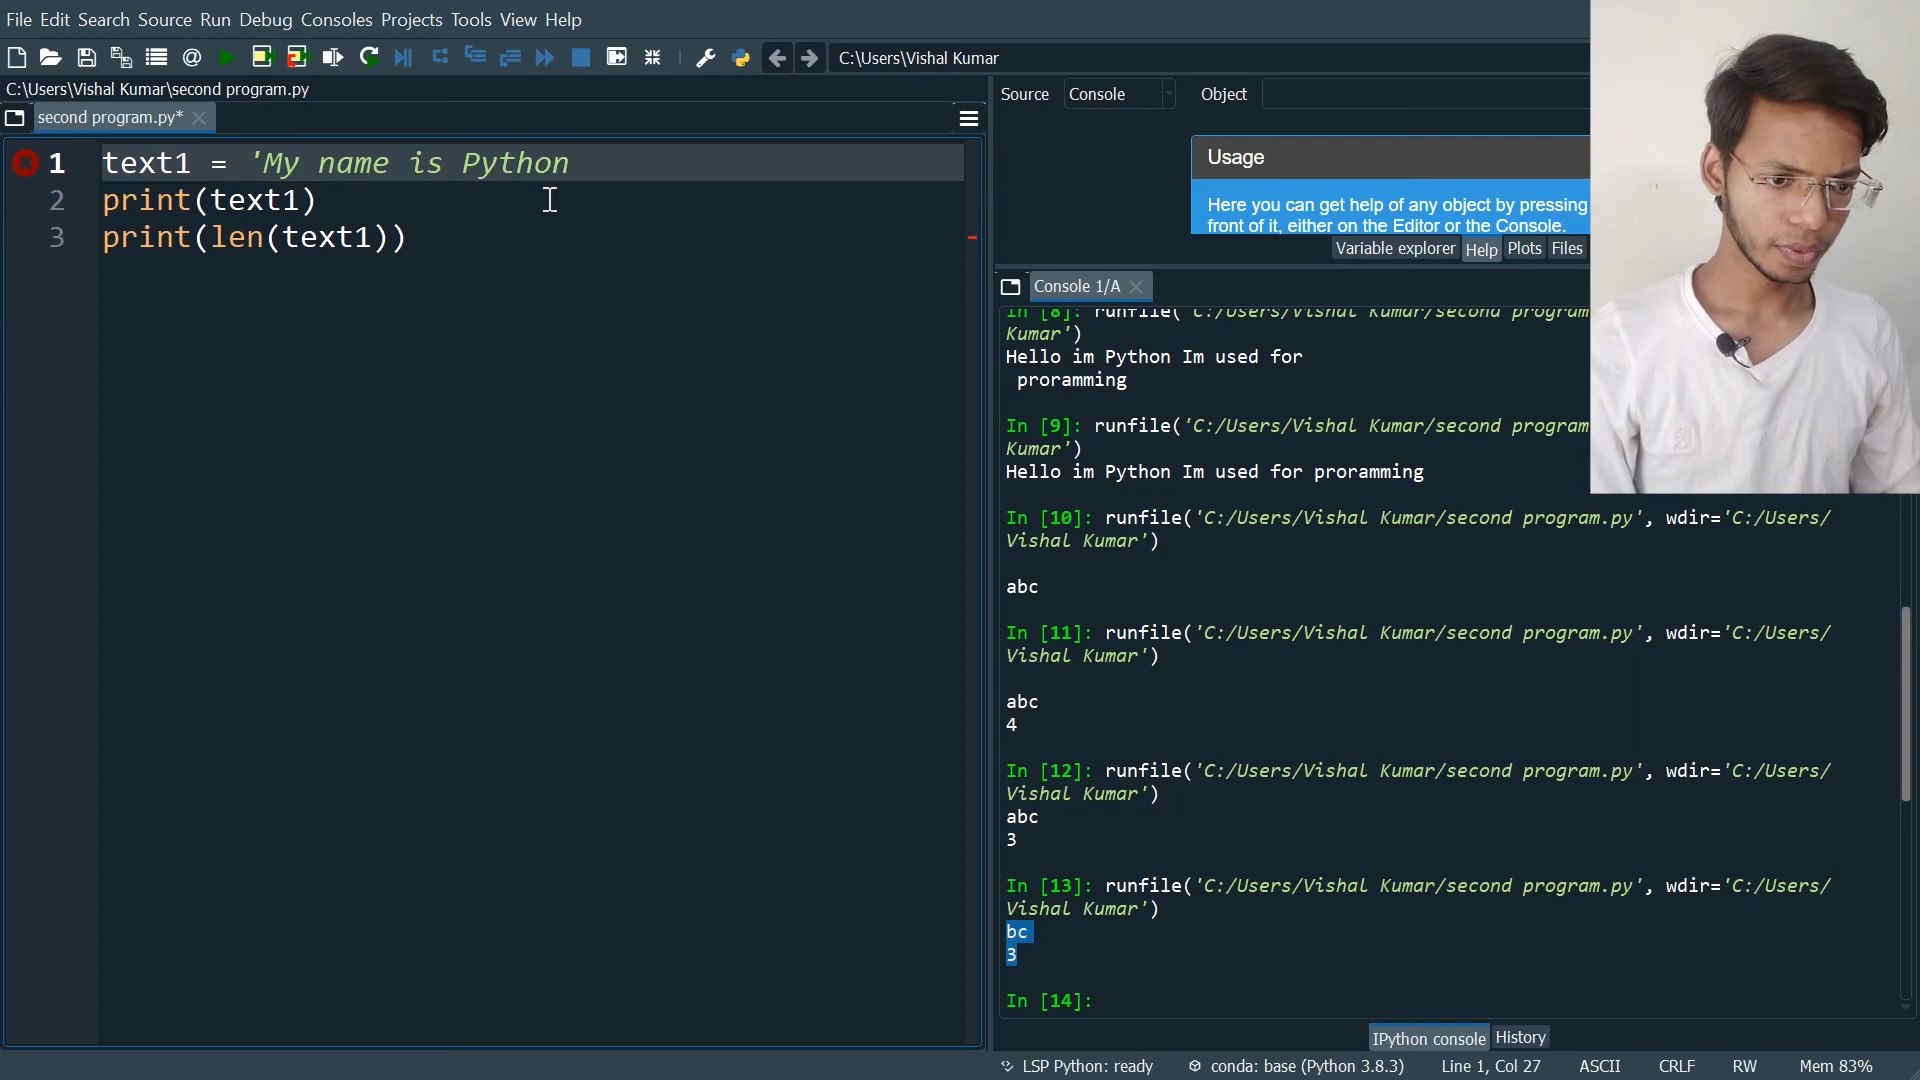 File Edit Search Source Run Debug Consoles Projects Tools View Help
C:\Users\Vishal Kumar
C:\Users\Vishal Kumar\second program.py
second program.py*
1 text1 = 'My name is Python
2 print(text1)
3 print(len(text1))
Source Console Object
Usage
Here you can get help of any object by pressing
front of it, either on the Editor or the Console.
Variable explorer Help Plots Files
Console 1/A
In [8]: runfile('C:/Users/Vishal Kumar/second program
Kumar')
Hello im Python Im used for
proramming
In [9]: runfile('C:/Users/Vishal Kumar/second program
Kumar')
Hello im Python Im used for proramming
In [10]: runfile('C:/Users/Vishal Kumar/second program.py', wdir='C:/Users/
Vishal Kumar')
abc
In [11]: runfile('C:/Users/Vishal Kumar/second program.py', wdir='C:/Users/
Vishal Kumar')
abc
4
In [12]: runfile('C:/Users/Vishal Kumar/second program.py', wdir='C:/Users/
Vishal Kumar')
abc
3
In [13]: runfile('C:/Users/Vishal Kumar/second program.py', wdir='C:/Users/
Vishal Kumar')
bc
3
In [14]:
IPython console History
LSP Python: ready conda: base (Python 3.8.3) Line 1, Col 27 ASCII CRLF RW Mem 83%